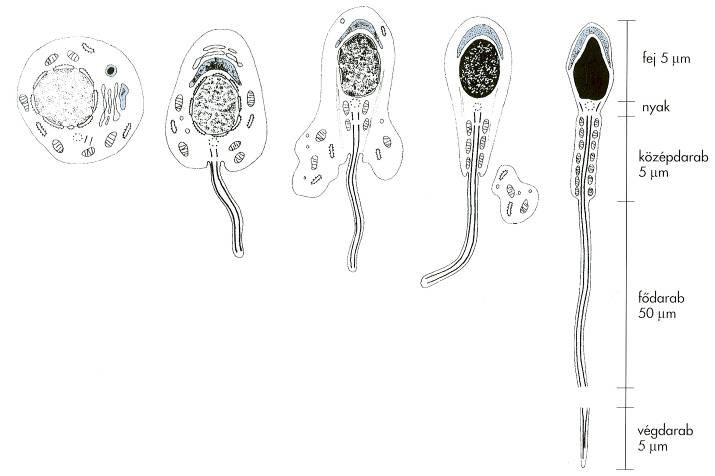 fej 5 µm
nyak
középdarab
5 µm
fődarab
50 µm
végdarab
5 µm